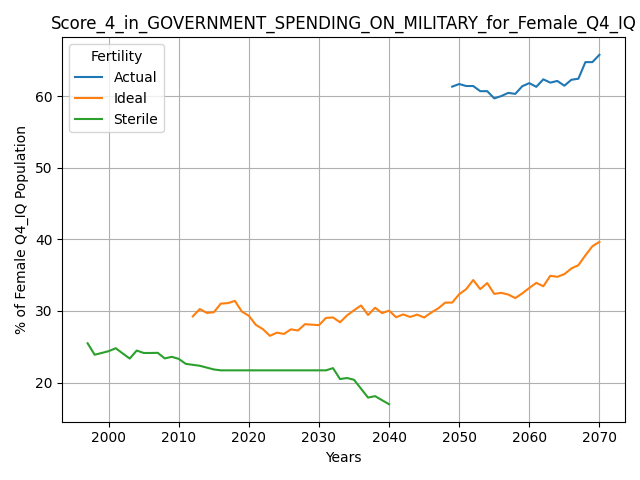 Score_4_in_GOVERNMENT_SPENDING_ON_MILITARY_for_Female_Q4_IQ
Fertility
Actual
Ideal
Sterile
% of Female Q4_IQ Population
60
50
40
30
20
2000 2010 2020 2030 2040 2050 2060 2070
Years